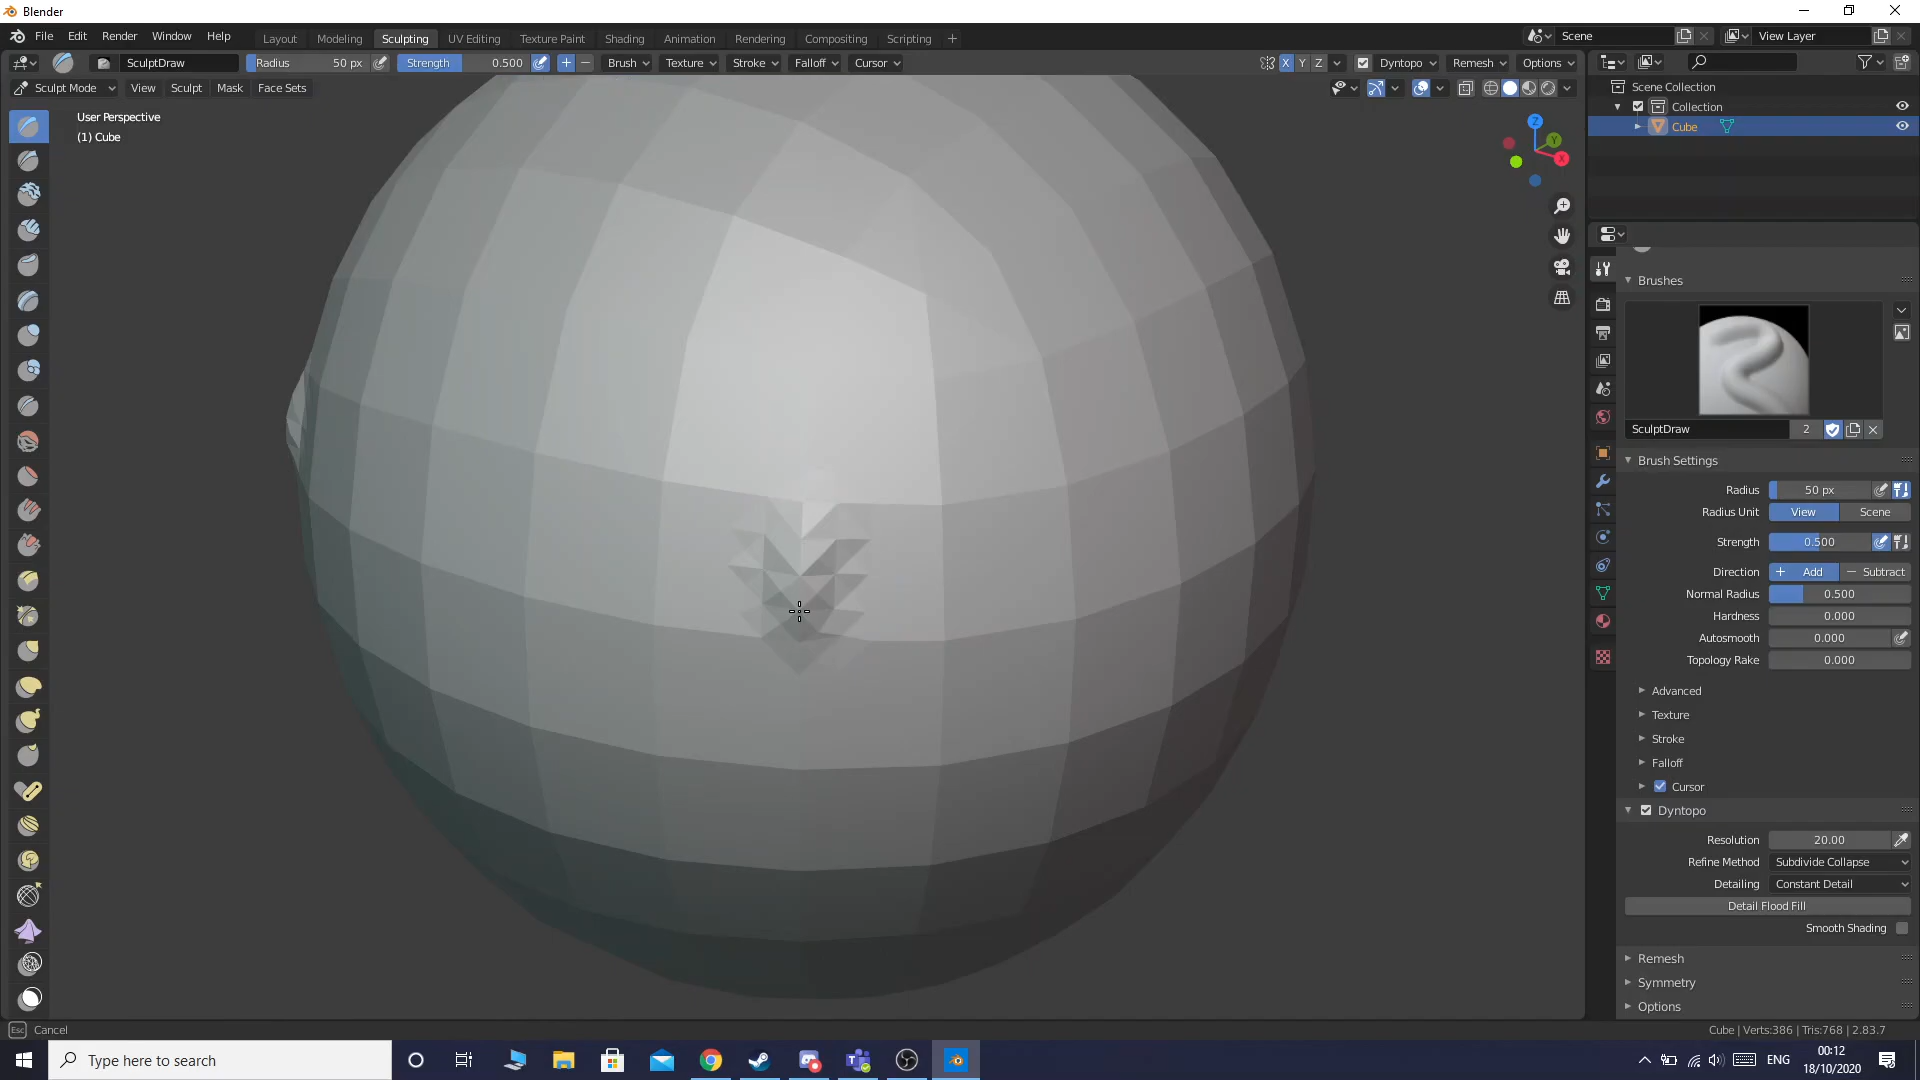 Blender
File Edit Render Window Help
Layout Modeling Sculpting UV Editing Texture Paint Shading Animation Rendering Compositing Scripting +
Scene View Layer
SculptDraw Radius 50 px Strength 0.500 + − Brush Texture Stroke Falloff Cursor
X Y Z Dyntopo Remesh Options
Sculpt Mode View Sculpt Mask Face Sets
User Perspective
(1) Cube
Z
Y
X
Scene Collection
Collection
Cube
Brushes
SculptDraw 2
Brush Settings
Radius 50 px
Radius Unit View Scene
Strength 0.500
Direction + Add − Subtract
Normal Radius 0.500
Hardness 0.000
Autosmooth 0.000
Topology Rake 0.000
Advanced
Texture
Stroke
Falloff
Cursor
Dyntopo
Resolution 20.00
Refine Method Subdivide Collapse
Detailing Constant Detail
Detail Flood Fill
Smooth Shading
Remesh
Symmetry
Options
Esc Cancel
Cube | Verts:386 | Tris:768 | 2.83.7
Type here to search
ENG
00:12
18/10/2020